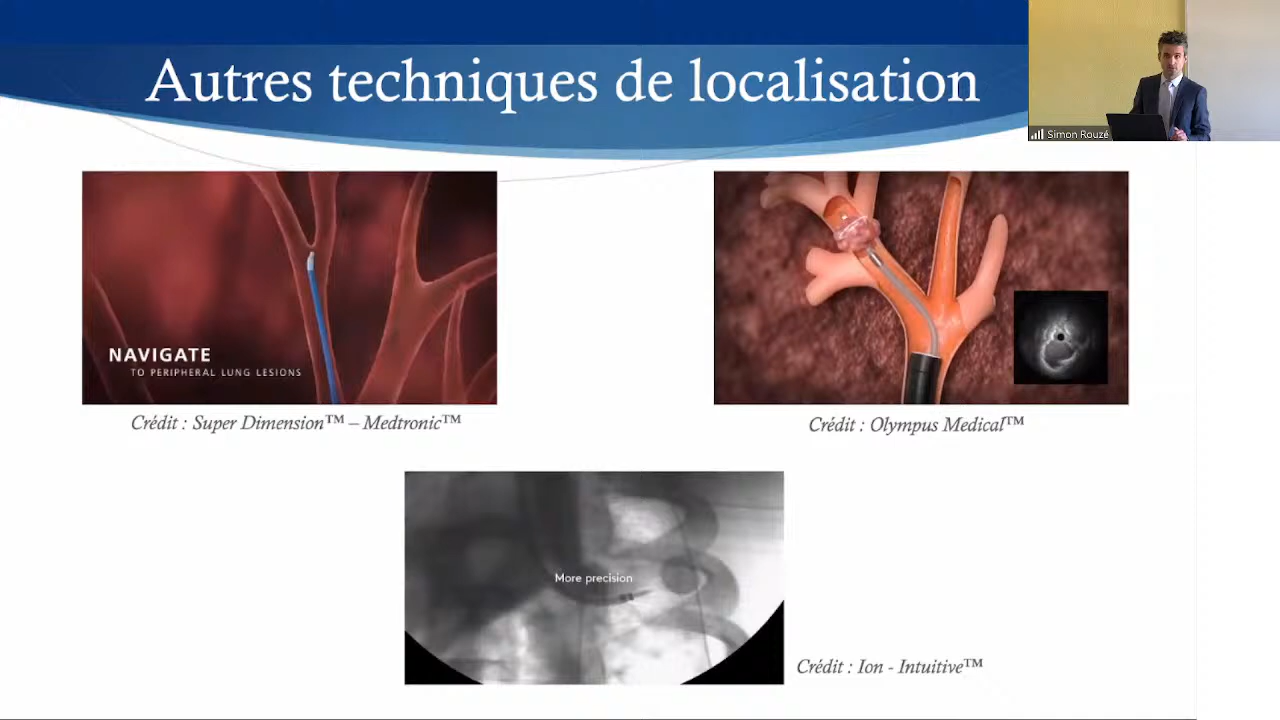 Autres techniques de localisation
Simon Rouzé
NAVIGATE
TO PERIPHERAL LUNG LESIONS
Crédit : Super Dimension™ – Medtronic™
Crédit : Olympus Medical™
More precision
Crédit : Ion - Intuitive™